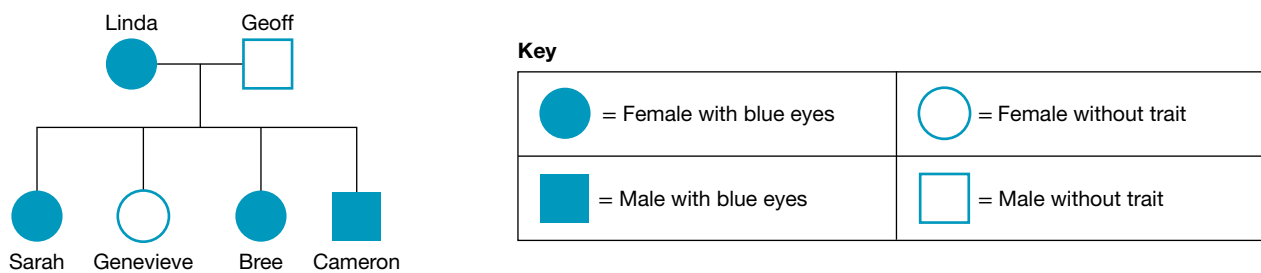 Linda Geoff
Key
= Female with blue eyes = Female without trait
= Male with blue eyes = Male without trait
Sarah Genevieve Bree Cameron